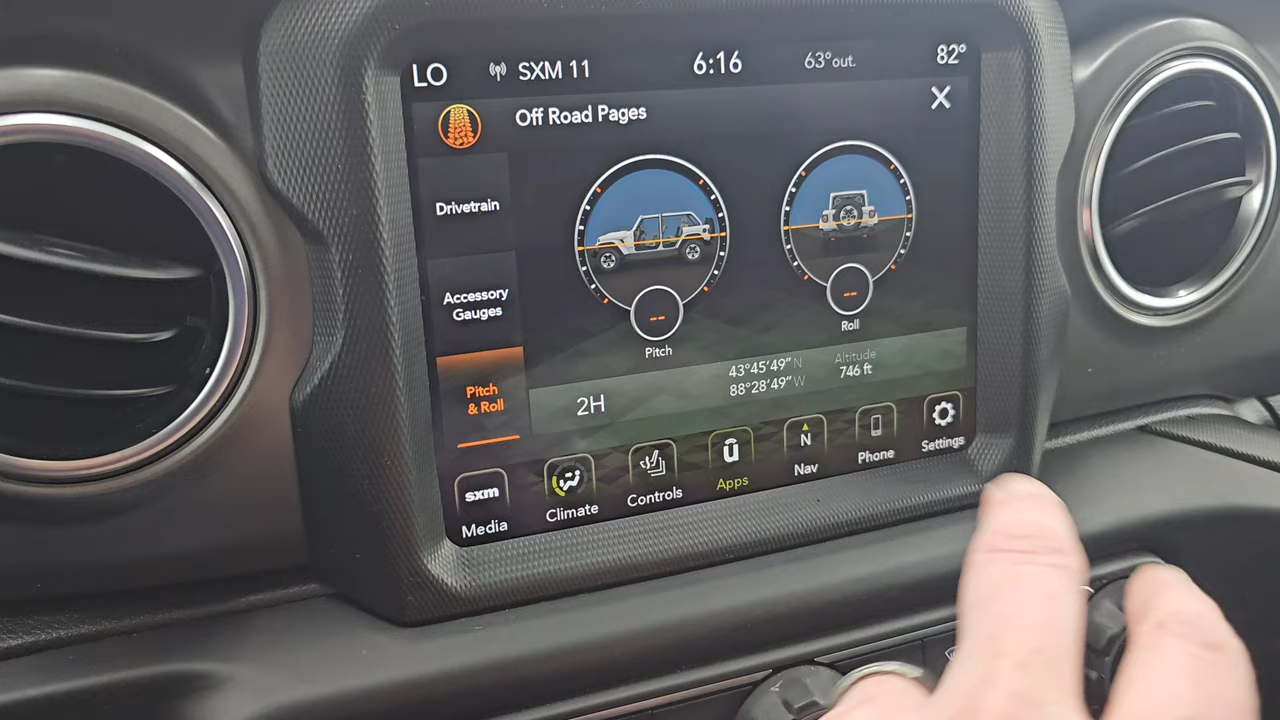 LO SXM 11 6:16 63°out. 82°
Off Road Pages X
Drivetrain
Accessory
Gauges
Pitch
& Roll
-- --
Pitch Roll
2H
43°45'49" N
88°28'49" W
Altitude
746 ft
sxm N
Media Climate Controls Apps Nav Phone Settings